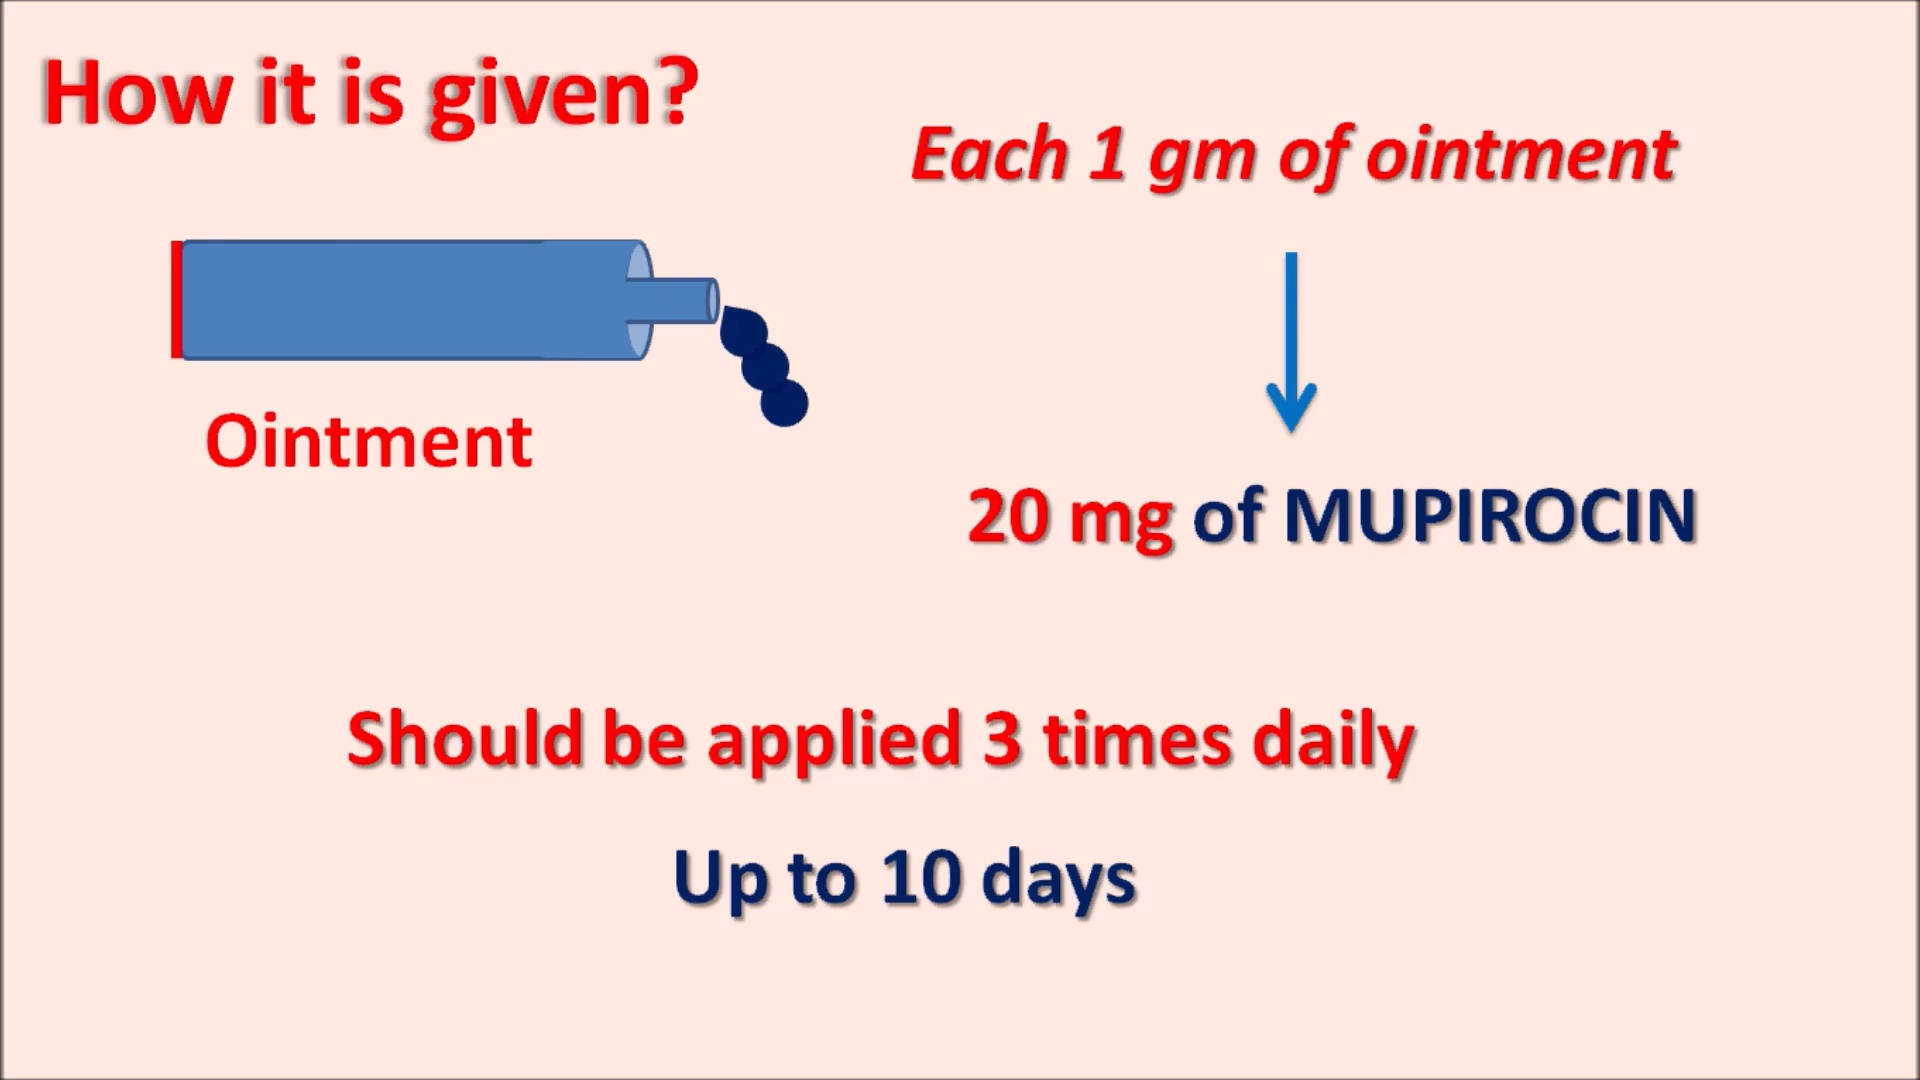 How it is given?
Each 1 gm of ointment
Ointment
20 mg of MUPIROCIN
Should be applied 3 times daily
Up to 10 days